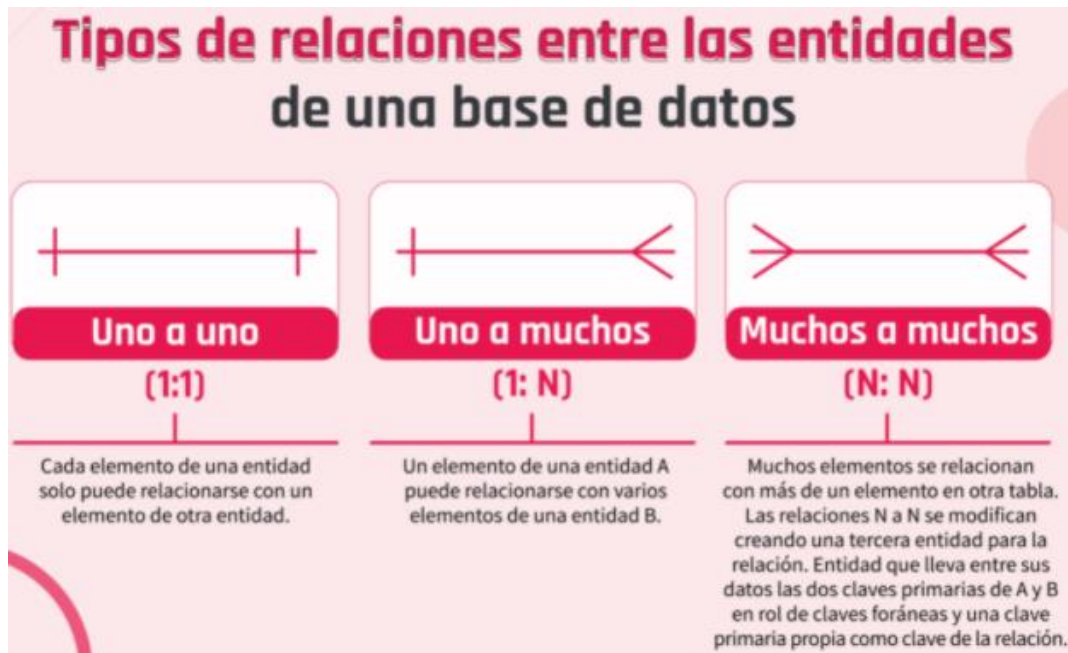 Tipos de relaciones entre las entidades
de una base de datos
Uno a uno
(1:1)
Cada elemento de una entidad
solo puede relacionarse con un
elemento de otra entidad.
Uno a muchos
(1: N)
Un elemento de una entidad A
puede relacionarse con varios
elementos de una entidad B.
Muchos a muchos
(N: N)
Muchos elementos se relacionan
con más de un elemento en otra tabla.
Las relaciones N a N se modifican
creando una tercera entidad para la
relación. Entidad que lleva entre sus
datos las dos claves primarias de A y B
en rol de claves foráneas y una clave
primaria propia como clave de la relación.